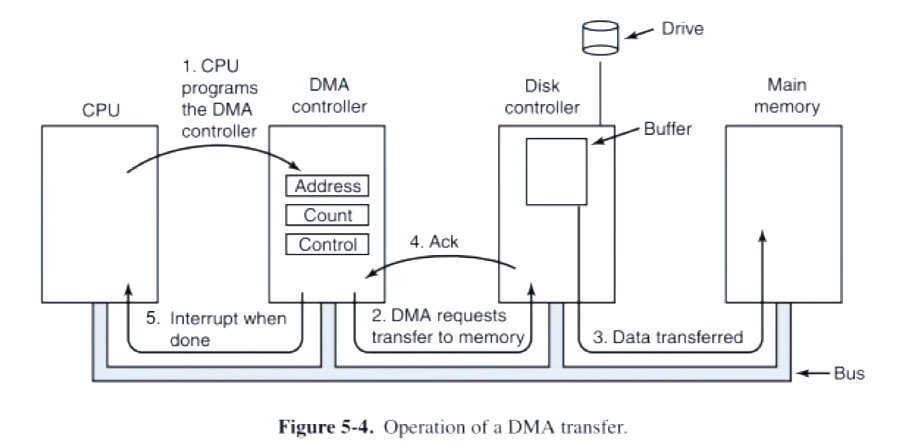 Drive
1. CPU
programs
the DMA
controller
CPU
DMA
controller
Disk
controller
Main
memory
Buffer
Address
Count
Control
4. Ack
5. Interrupt when
done
2. DMA requests
transfer to memory
3. Data transferred
Bus
Figure 5-4. Operation of a DMA transfer.